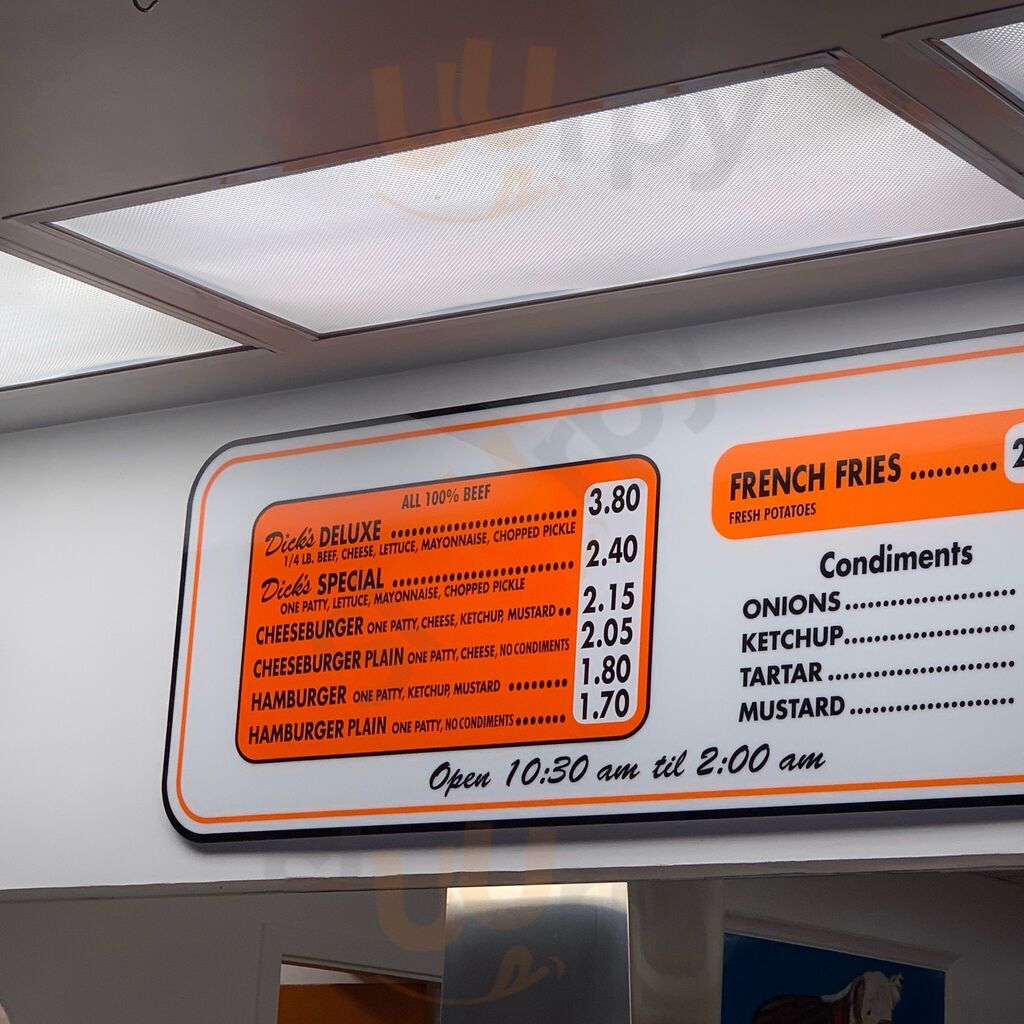 ALL 100% BEEF
Dick's DELUXE .................... 3.80
1/4 LB. BEEF, CHEESE, LETTUCE, MAYONNAISE, CHOPPED PICKLE
Dick's SPECIAL .................... 2.40
ONE PATTY, LETTUCE, MAYONNAISE, CHOPPED PICKLE
CHEESEBURGER ONE PATTY, CHEESE, KETCHUP, MUSTARD .. 2.15
CHEESEBURGER PLAIN ONE PATTY, CHEESE, NO CONDIMENTS 2.05
HAMBURGER ONE PATTY, KETCHUP, MUSTARD ........ 1.80
HAMBURGER PLAIN ONE PATTY, NO CONDIMENTS ....... 1.70
FRENCH FRIES ........... 2
FRESH POTATOES
Condiments
ONIONS ....................
KETCHUP ....................
TARTAR ....................
MUSTARD ....................
Open 10:30 am til 2:00 am